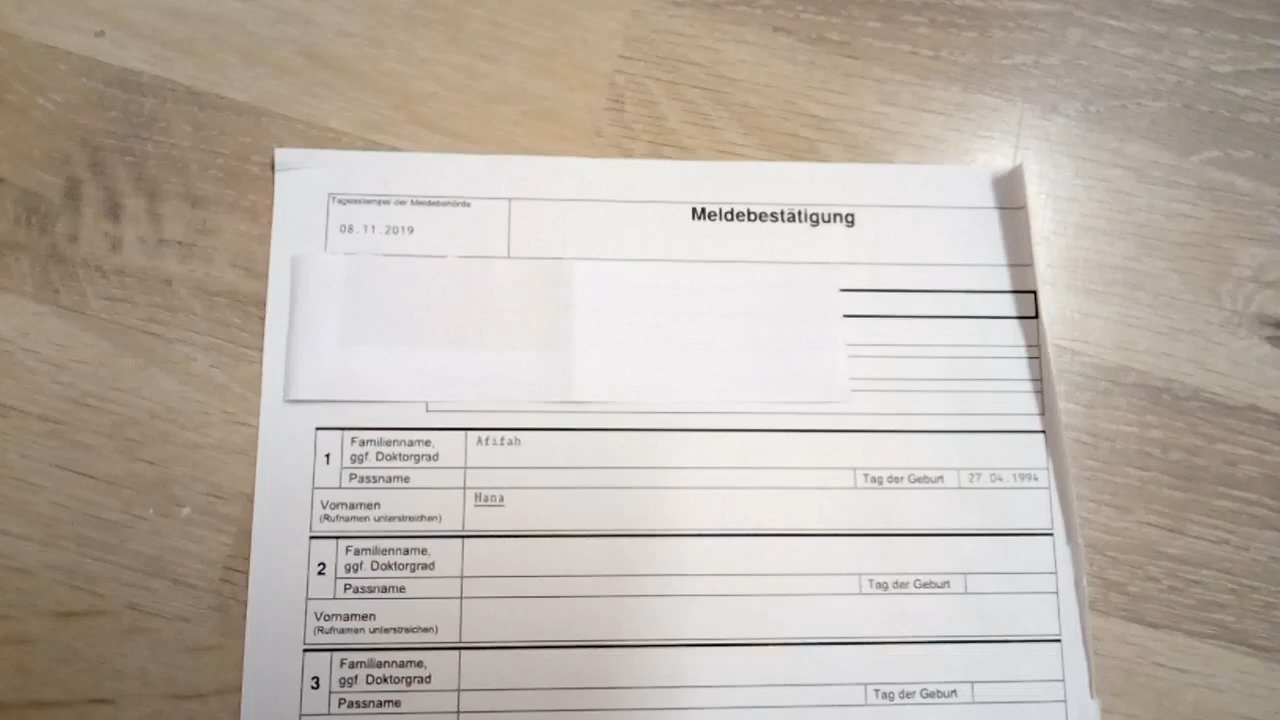 Tagesstempel der Meldebehörde
08.11.2019
Meldebestätigung
1
Familienname,
ggf. Doktorgrad
Afifah
Passname
Tag der Geburt
27.04.1994
Vornamen
(Rufnamen unterstreichen)
Hana
2
Familienname,
ggf. Doktorgrad
Passname
Tag der Geburt
Vornamen
(Rufnamen unterstreichen)
3
Familienname,
ggf. Doktorgrad
Passname
Tag der Geburt